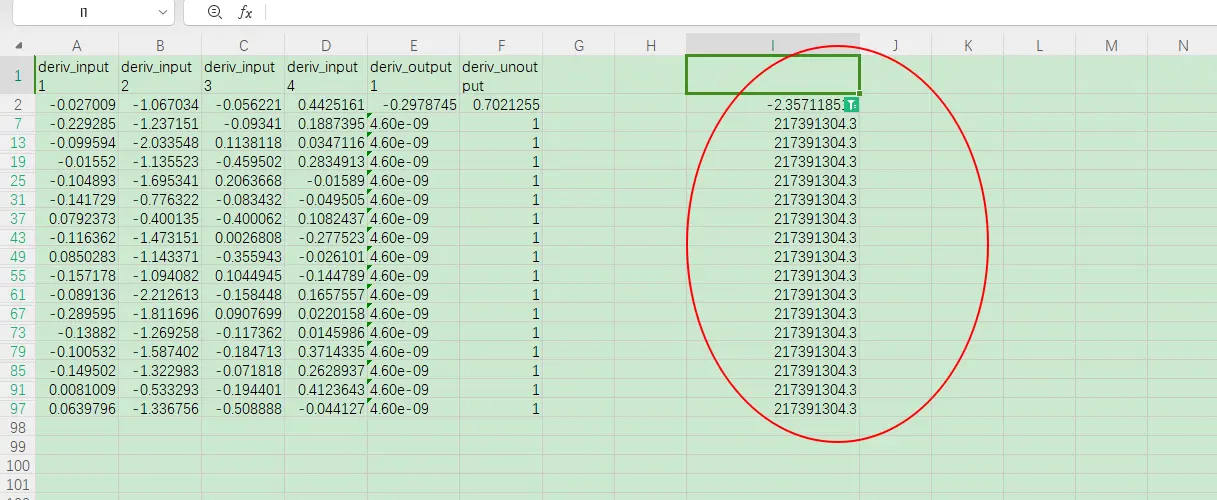 I1
fx
A B C D E F G H I J K L M N
1 deriv_input1 deriv_input2 deriv_input3 deriv_input4 deriv_output1 deriv_unoutput
2 -0.027009 -1.067034 -0.056221 0.4425161 -0.2978745 0.7021255 -2.3571185
7 -0.229285 -1.237151 -0.09341 0.1887395 4.60e-09 1 217391304.3
13 -0.099594 -2.033548 0.1138118 0.0347116 4.60e-09 1 217391304.3
19 -0.01552 -1.135523 -0.459502 0.2834913 4.60e-09 1 217391304.3
25 -0.104893 -1.695341 0.2063668 -0.01589 4.60e-09 1 217391304.3
31 -0.141729 -0.776322 -0.083432 -0.049505 4.60e-09 1 217391304.3
37 0.0792373 -0.400135 -0.400062 0.1082437 4.60e-09 1 217391304.3
43 -0.116362 -1.473151 0.0026808 -0.277523 4.60e-09 1 217391304.3
49 0.0850283 -1.143371 -0.355943 -0.026101 4.60e-09 1 217391304.3
55 -0.157178 -1.094082 0.1044945 -0.144789 4.60e-09 1 217391304.3
61 -0.089136 -2.212613 -0.158448 0.1657557 4.60e-09 1 217391304.3
67 -0.289595 -1.811696 0.0907699 0.0220158 4.60e-09 1 217391304.3
73 -0.13882 -1.269258 -0.117362 0.0145986 4.60e-09 1 217391304.3
79 -0.100532 -1.587402 -0.184713 0.3714335 4.60e-09 1 217391304.3
85 -0.149502 -1.322983 -0.071818 0.2628937 4.60e-09 1 217391304.3
91 0.0081009 -0.533293 -0.194401 0.4123643 4.60e-09 1 217391304.3
97 0.0639796 -1.336756 -0.508888 -0.044127 4.60e-09 1 217391304.3
98
99
100
101